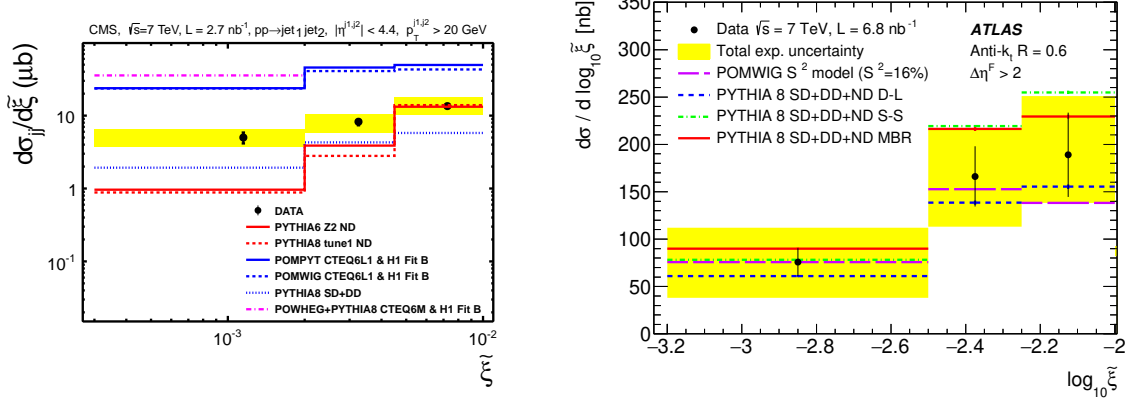 CMS, √s=7 TeV, L = 2.7 nb⁻¹, pp→jet₁ jet₂, |η^{j1,j2}| < 4.4, p_T^{j1,j2} > 20 GeV
dσ_jj/dξ̃ (μb)
10
1
10⁻¹
DATA
PYTHIA6 Z2 ND
PYTHIA8 tune1 ND
POMPYT CTEQ6L1 & H1 Fit B
POMWIG CTEQ6L1 & H1 Fit B
PYTHIA8 SD+DD
POWHEG+PYTHIA8 CTEQ6M & H1 Fit B
10⁻³ 10⁻²
ξ̃
dσ / d log₁₀ξ̃ [nb]
350
300
250
200
150
100
50
0
Data √s = 7 TeV, L = 6.8 nb⁻¹
Total exp. uncertainty
POMWIG S² model (S²=16%)
PYTHIA 8 SD+DD+ND D-L
PYTHIA 8 SD+DD+ND S-S
PYTHIA 8 SD+DD+ND MBR
ATLAS
Anti-k_t R = 0.6
Δη^F > 2
−3.2 −3 −2.8 −2.6 −2.4 −2.2 −2
log₁₀ξ̃